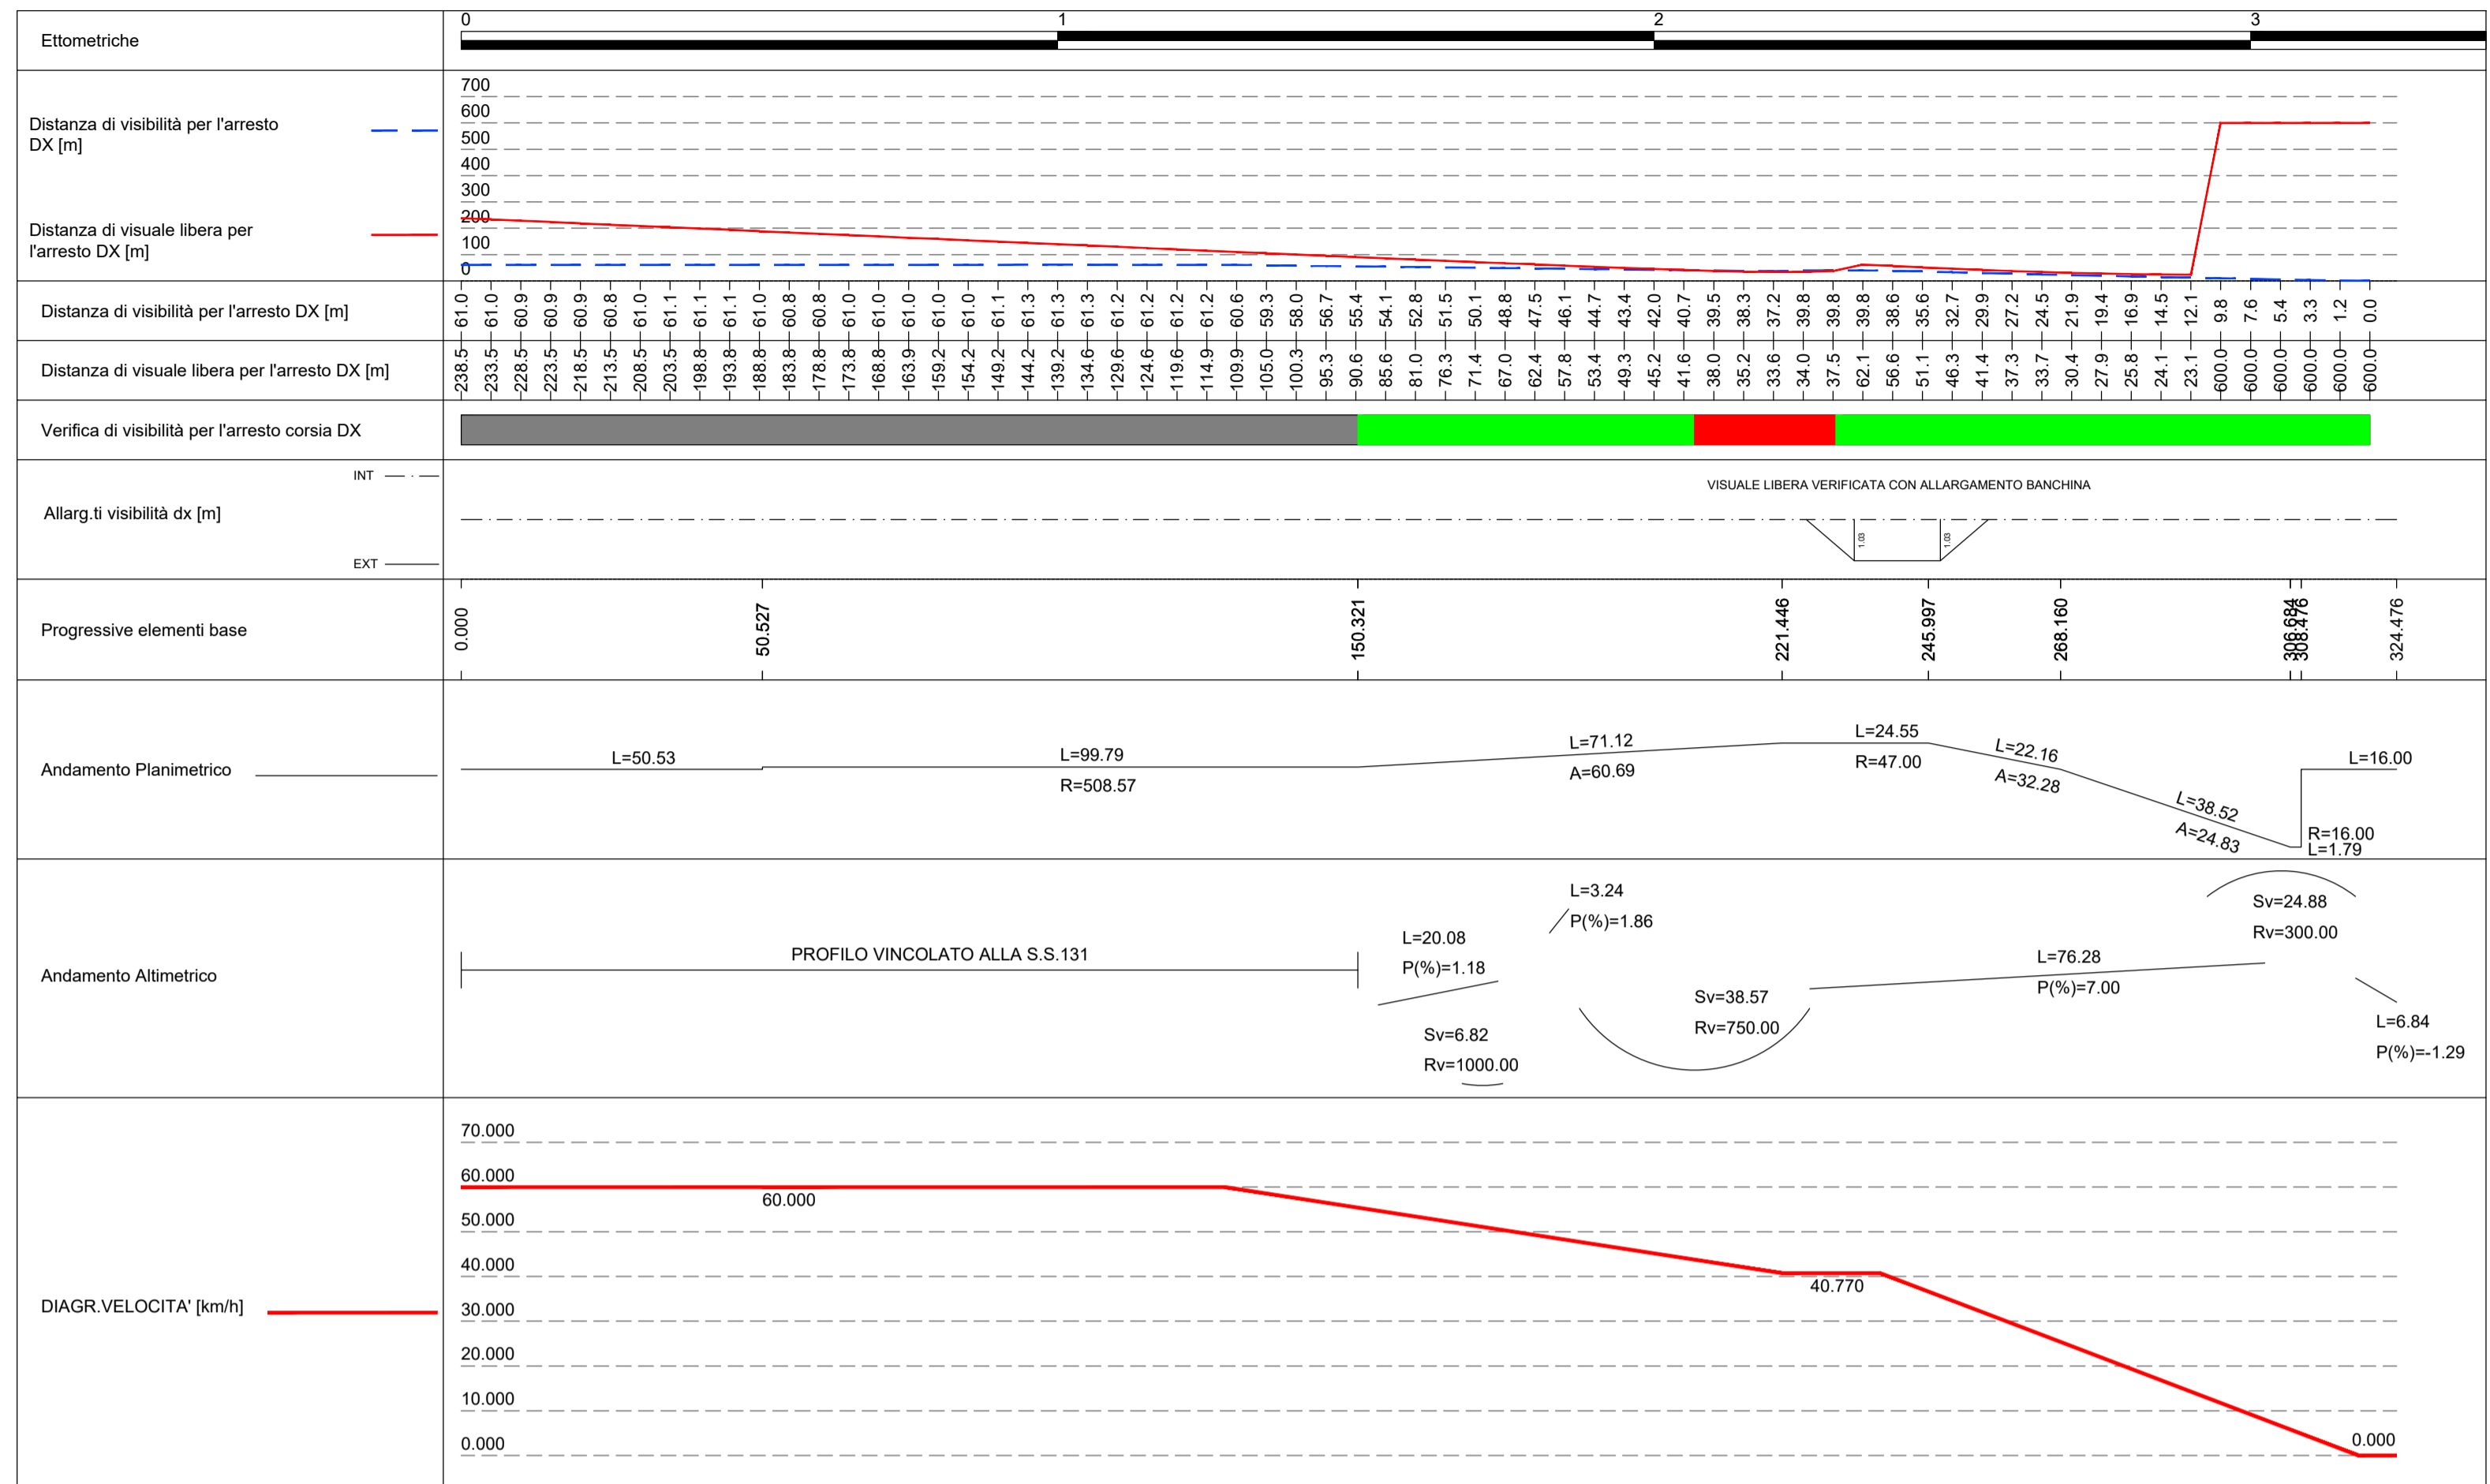 Ettometriche
0
1
2
3
700
600
500
400
300
200
100
0
Distanza di visibilità per l'arresto
DX [m]
Distanza di visuale libera per
l'arresto DX [m]
Distanza di visibilità per l'arresto DX [m]
61.0 61.0 60.9 60.9 60.9 60.8 61.0 61.1 61.1 61.1 61.0 60.8 60.8 61.0 61.0 61.0 61.0 61.0 61.1 61.3 61.3 61.3 61.2 61.2 61.2 61.2 60.6 59.3 58.0 56.7 55.4 54.1 52.8 51.5 50.1 48.8 47.5 46.1 44.7 43.4 42.0 40.7 39.5 38.3 37.2 39.8 39.8 39.8 38.6 35.6 32.7 29.9 27.2 24.5 21.9 19.4 16.9 14.5 12.1 9.8 7.6 5.4 3.3 1.2 0.0
Distanza di visuale libera per l'arresto DX [m]
238.5 233.5 228.5 223.5 218.5 213.5 208.5 203.5 198.8 193.8 188.8 183.8 178.8 173.8 168.8 163.9 159.2 154.2 149.2 144.2 139.2 134.6 129.6 124.6 119.6 114.9 109.9 105.0 100.3 95.3 90.6 85.6 81.0 76.3 71.4 67.0 62.4 57.8 53.4 49.3 45.2 41.6 38.0 35.2 33.6 34.0 37.5 62.1 56.6 51.1 46.3 41.4 37.3 33.7 30.4 27.9 25.8 24.1 23.1 600.0 600.0 600.0 600.0 600.0 600.0
Verifica di visibilità per l'arresto corsia DX
INT
Allarg.ti visibilità dx [m]
EXT
VISUALE LIBERA VERIFICATA CON ALLARGAMENTO BANCHINA
1.03
1.03
Progressive elementi base
0.000
50.527
150.321
221.446
245.997
268.160
306.684
308.476
324.476
Andamento Planimetrico
L=50.53
L=99.79
R=508.57
L=71.12
A=60.69
L=24.55
R=47.00
L=22.16
A=32.28
L=38.52
A=24.83
R=16.00
L=1.79
L=16.00
Andamento Altimetrico
PROFILO VINCOLATO ALLA S.S.131
L=20.08
P(%)=1.18
Sv=6.82
Rv=1000.00
L=3.24
P(%)=1.86
Sv=38.57
Rv=750.00
L=76.28
P(%)=7.00
Sv=24.88
Rv=300.00
L=6.84
P(%)=-1.29
DIAGR.VELOCITA' [km/h]
70.000
60.000
50.000
40.000
30.000
20.000
10.000
0.000
60.000
40.770
0.000